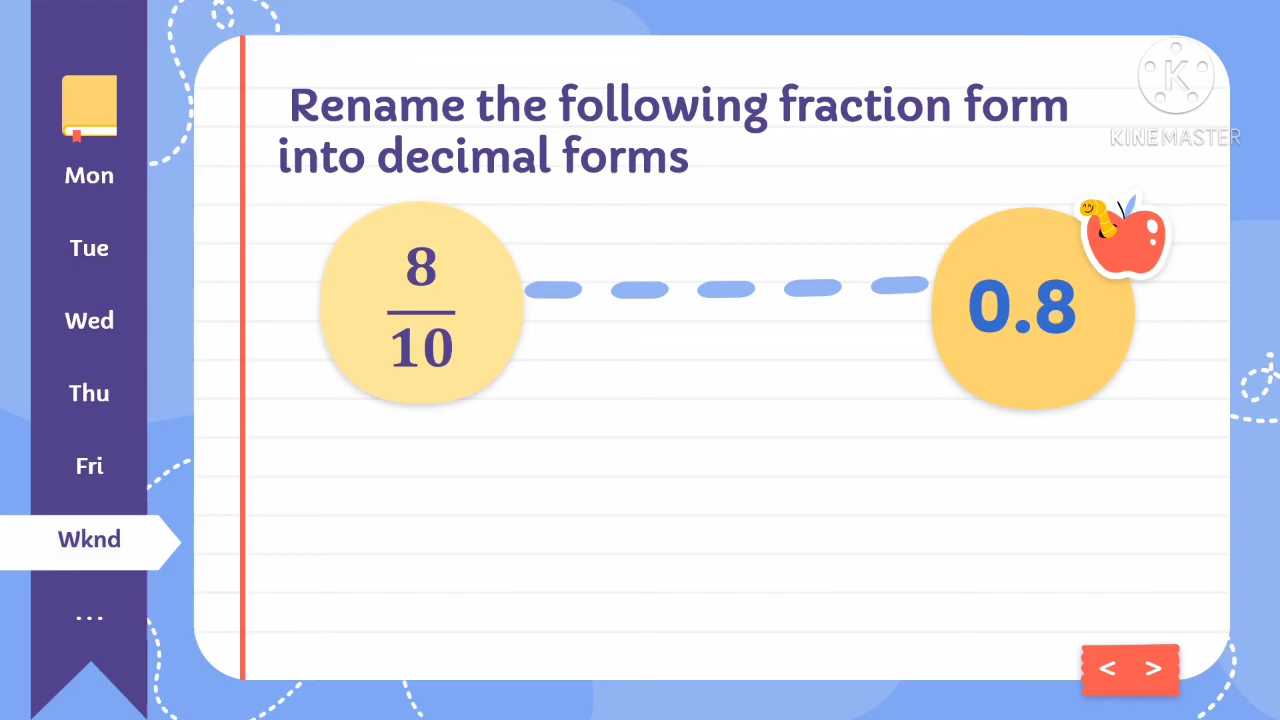 Rename the following fraction form
into decimal forms
K
KINEMASTER
Mon
Tue
Wed
Thu
Fri
Wknd
...
8
10
0.8
< >